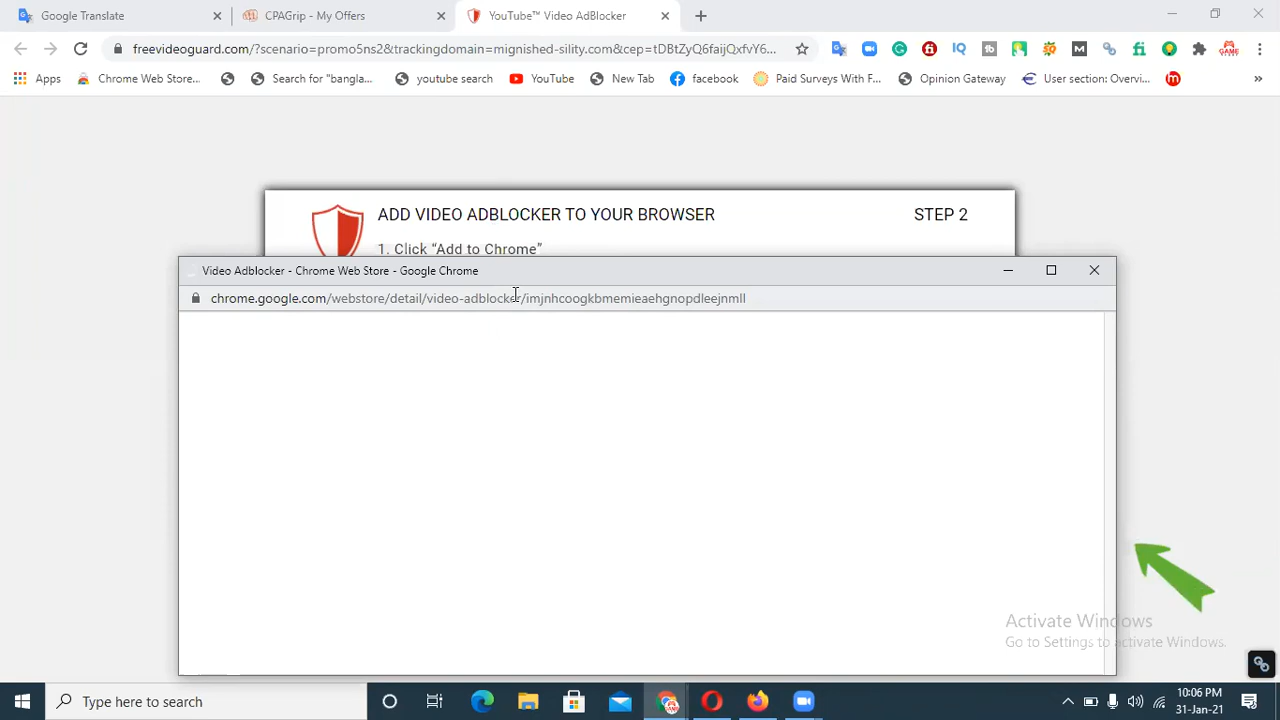 Google Translate
CPAGrip - My Offers
YouTube™ Video AdBlocker
freevideoguard.com/?scenario=promo5ns2&trackingdomain=mignished-sility.com&cep=tDBtZyQ6faijQxfvY6...
Apps
Chrome Web Store...
Search for "bangla...
youtube search
YouTube
New Tab
facebook
Paid Surveys With F...
Opinion Gateway
User section: Overvi...
ADD VIDEO ADBLOCKER TO YOUR BROWSER
STEP 2
1. Click “Add to Chrome”
Video Adblocker - Chrome Web Store - Google Chrome
chrome.google.com/webstore/detail/video-adblocker/imjnhcoogkbmemieaehgnopdleejnmll
Activate Windows
Go to Settings to activate Windows.
Type here to search
10:06 PM
31-Jan-21